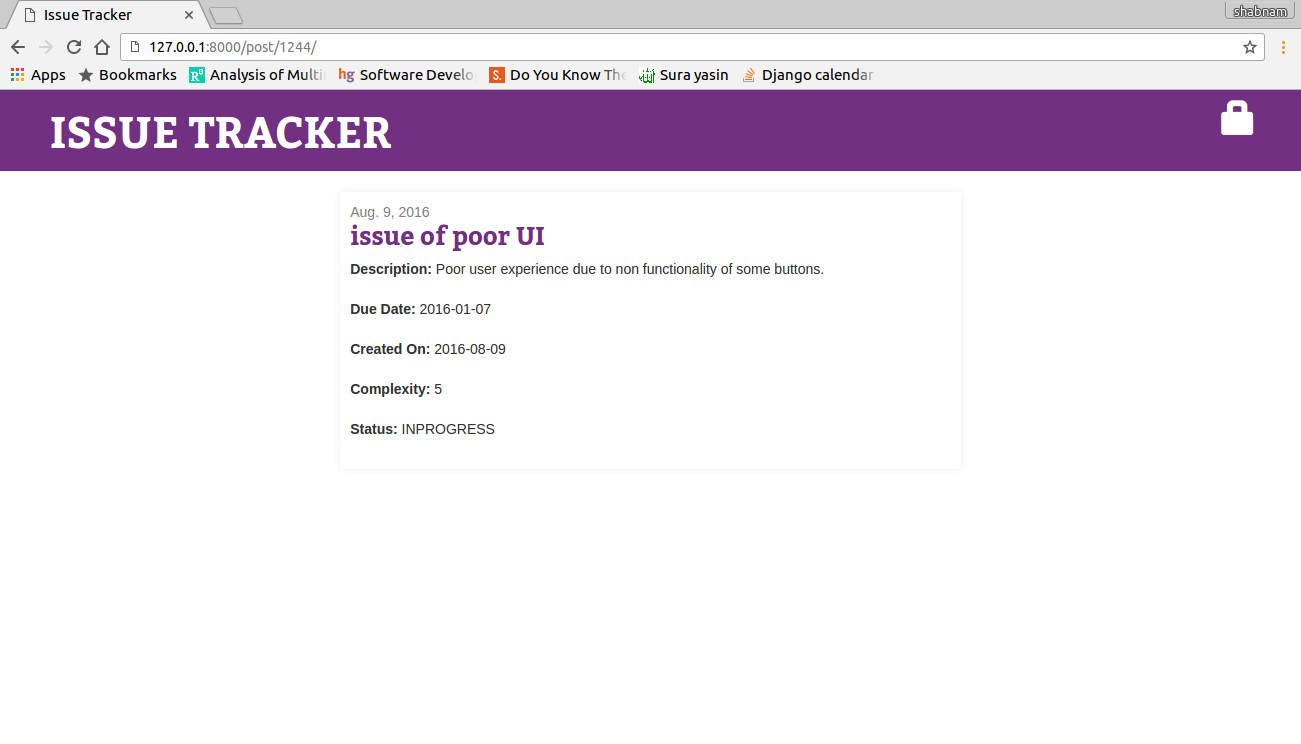 Issue Tracker
shabnam
127.0.0.1:8000/post/1244/
Apps Bookmarks Analysis of Multi hg Software Develo S. Do You Know The Sura yasin Django calendar
ISSUE TRACKER
Aug. 9, 2016
issue of poor UI
Description: Poor user experience due to non functionality of some buttons.
Due Date: 2016-01-07
Created On: 2016-08-09
Complexity: 5
Status: INPROGRESS